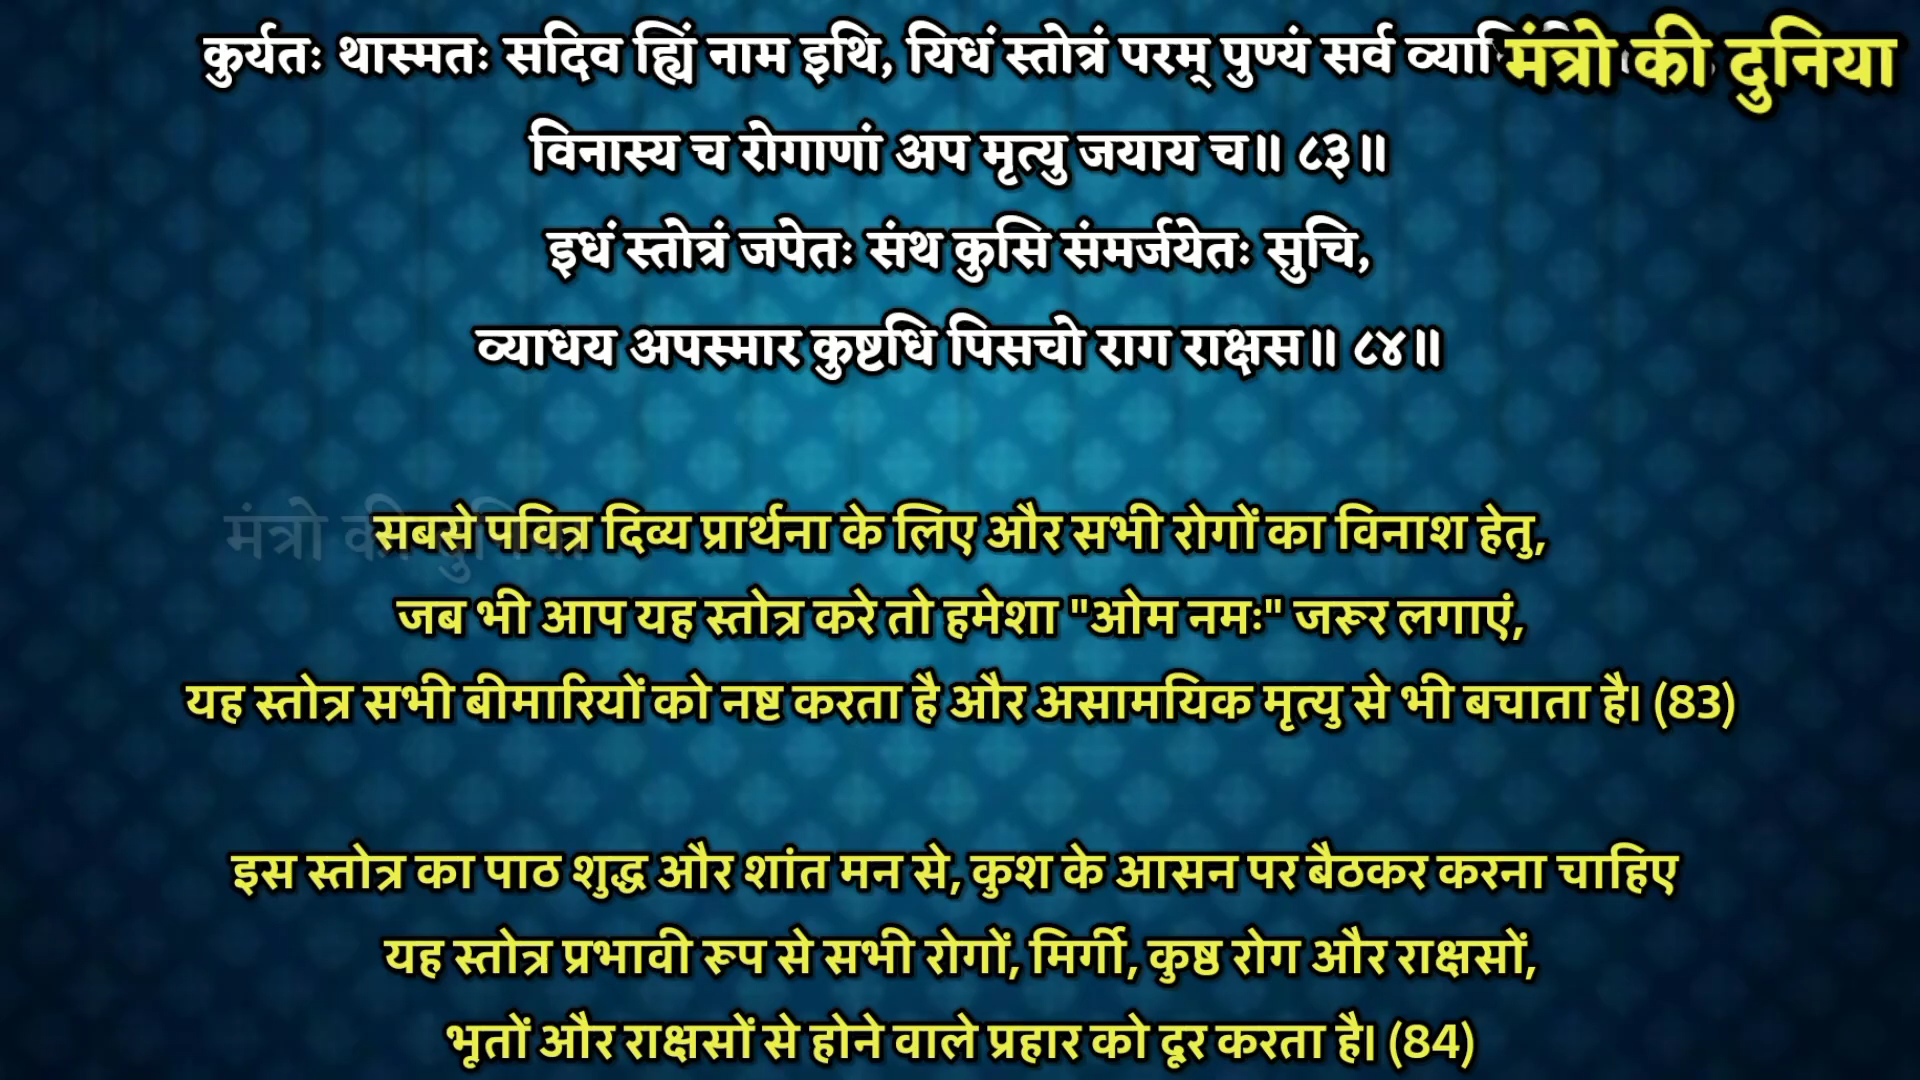 कुर्यतः थास्मतः सदिव ह्यिं नाम इथि, यिधं स्तोत्रं परम् पुण्यं सर्व
मंत्रो की दुनिया
विनास्य च रोगाणां अप मृत्यु जयाय च॥ ८३॥
इधं स्तोत्रं जपेतः संथ कुसि संमर्जयेतः सुचि,
व्याधय अपस्मार कुष्टधि पिसचो राग राक्षस॥ ८४॥
मंत्रो की दुनिया
सबसे पवित्र दिव्य प्रार्थना के लिए और सभी रोगों का विनाश हेतु,
जब भी आप यह स्तोत्र करे तो हमेशा "ओम नमः" जरूर लगाएं,
यह स्तोत्र सभी बीमारियों को नष्ट करता है और असामयिक मृत्यु से भी बचाता है। (83)
इस स्तोत्र का पाठ शुद्ध और शांत मन से, कुश के आसन पर बैठकर करना चाहिए
यह स्तोत्र प्रभावी रूप से सभी रोगों, मिर्गी, कुष्ठ रोग और राक्षसों,
भूतों और राक्षसों से होने वाले प्रहार को दूर करता है। (84)